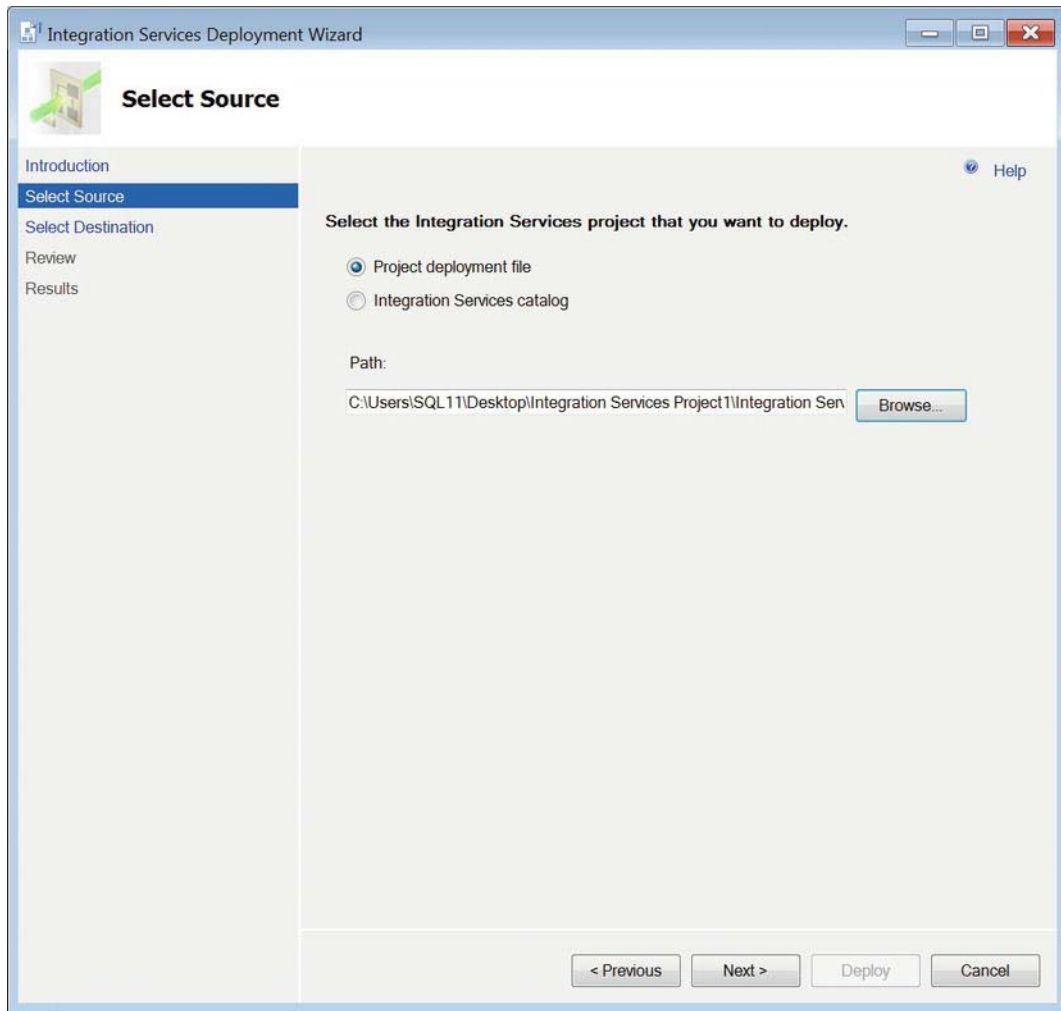 Integration Services Deployment Wizard
Select Source
Introduction
Select Source
Select Destination
Review
Results
Help
Select the Integration Services project that you want to deploy.
Project deployment file
Integration Services catalog
Path:
C:\Users\SQL11\Desktop\Integration Services Project1\Integration Serv
Browse...
< Previous
Next >
Deploy
Cancel